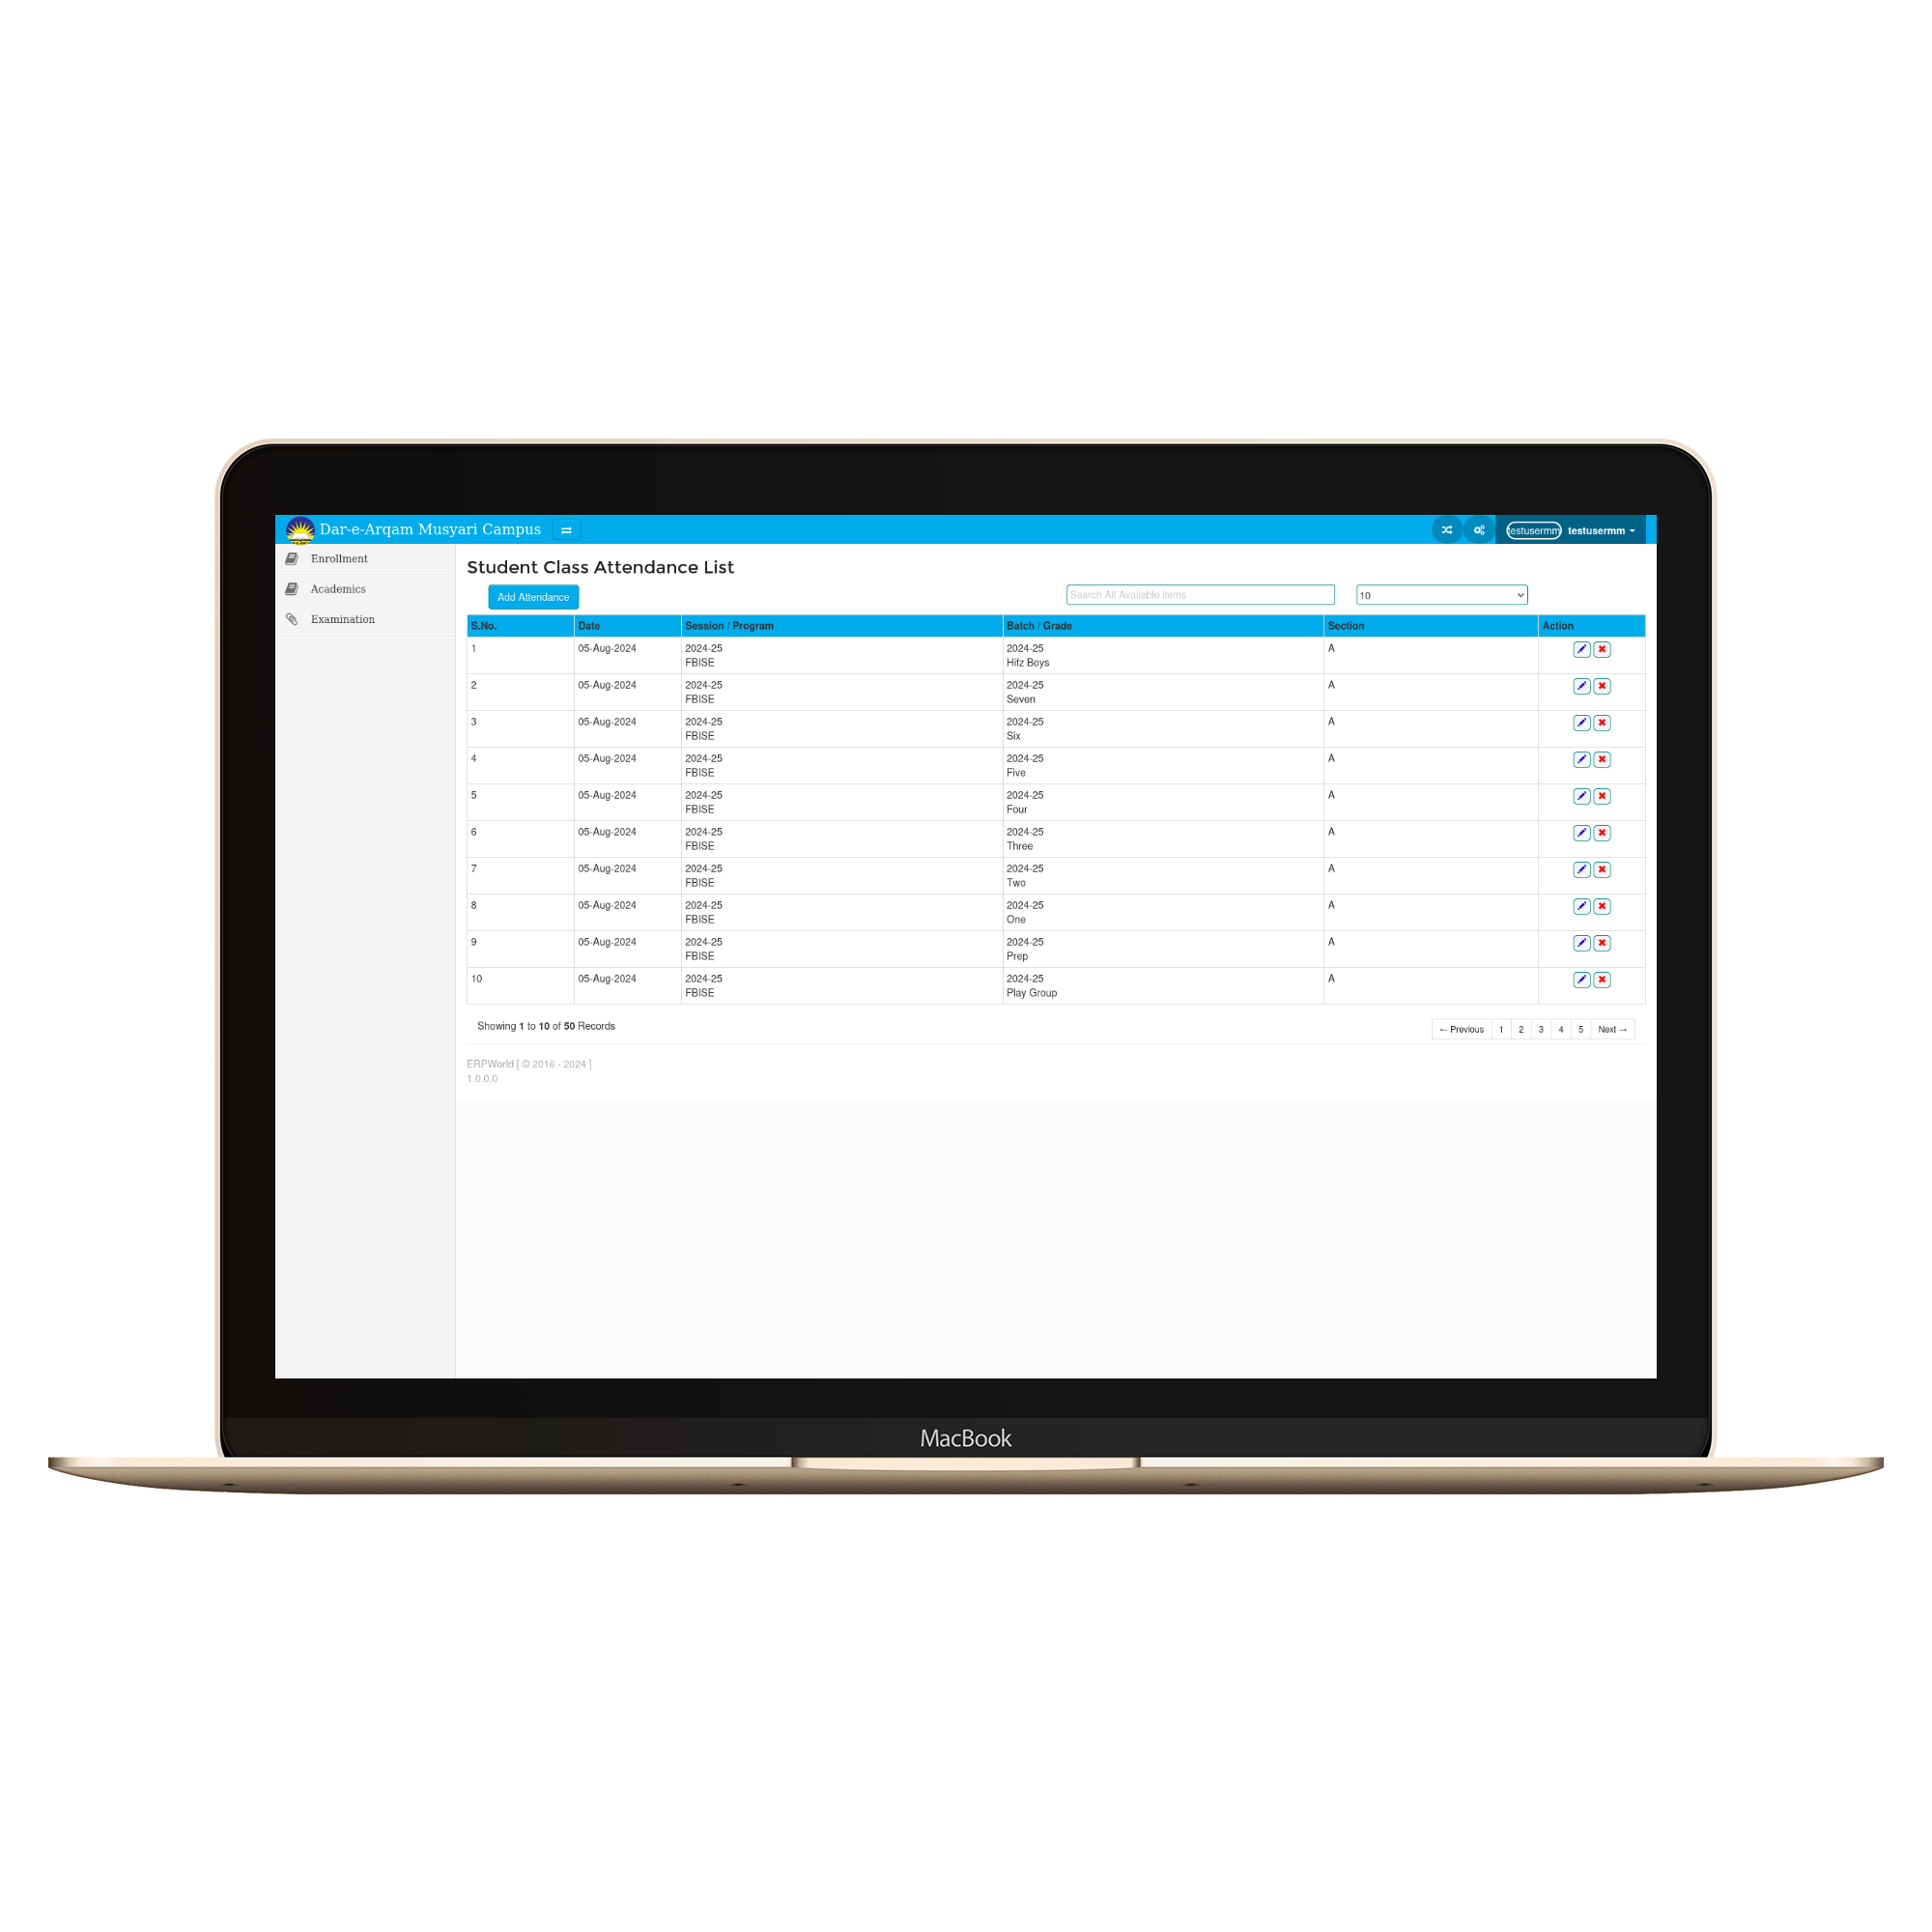 Dar-e-Arqam Musyari Campus
testusermm testusermm
Enrollment
Academics
Examination
Student Class Attendance List
Add Attendance
Search All Available items
10
S.No. Date Session / Program Batch / Grade Section Action
1 05-Aug-2024 2024-25 2024-25 A
FBISE Hifz Boys
2 05-Aug-2024 2024-25 2024-25 A
FBISE Seven
3 05-Aug-2024 2024-25 2024-25 A
FBISE Six
4 05-Aug-2024 2024-25 2024-25 A
FBISE Five
5 05-Aug-2024 2024-25 2024-25 A
FBISE Four
6 05-Aug-2024 2024-25 2024-25 A
FBISE Three
7 05-Aug-2024 2024-25 2024-25 A
FBISE Two
8 05-Aug-2024 2024-25 2024-25 A
FBISE One
9 05-Aug-2024 2024-25 2024-25 A
FBISE Prep
10 05-Aug-2024 2024-25 2024-25 A
FBISE Play Group
Showing 1 to 10 of 50 Records
← Previous 1 2 3 4 5 Next →
ERPWorld [ © 2016 - 2024 ]
1.0.0.0
MacBook